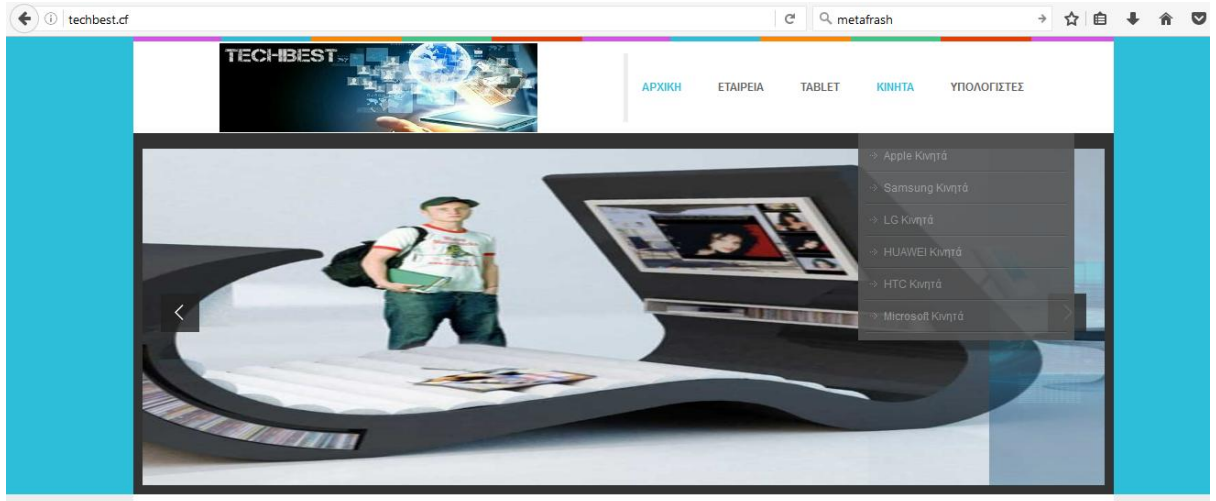 techbest.cf
metafrash
TECHBEST
ΑΡΧΙΚΗ ΕΤΑΙΡΕΙΑ TABLET ΚΙΝΗΤΑ ΥΠΟΛΟΓΙΣΤΕΣ
Apple Κινητά
Samsung Κινητά
LG Κινητά
HUAWEI Κινητά
HTC Κινητά
Microsoft Κινητά